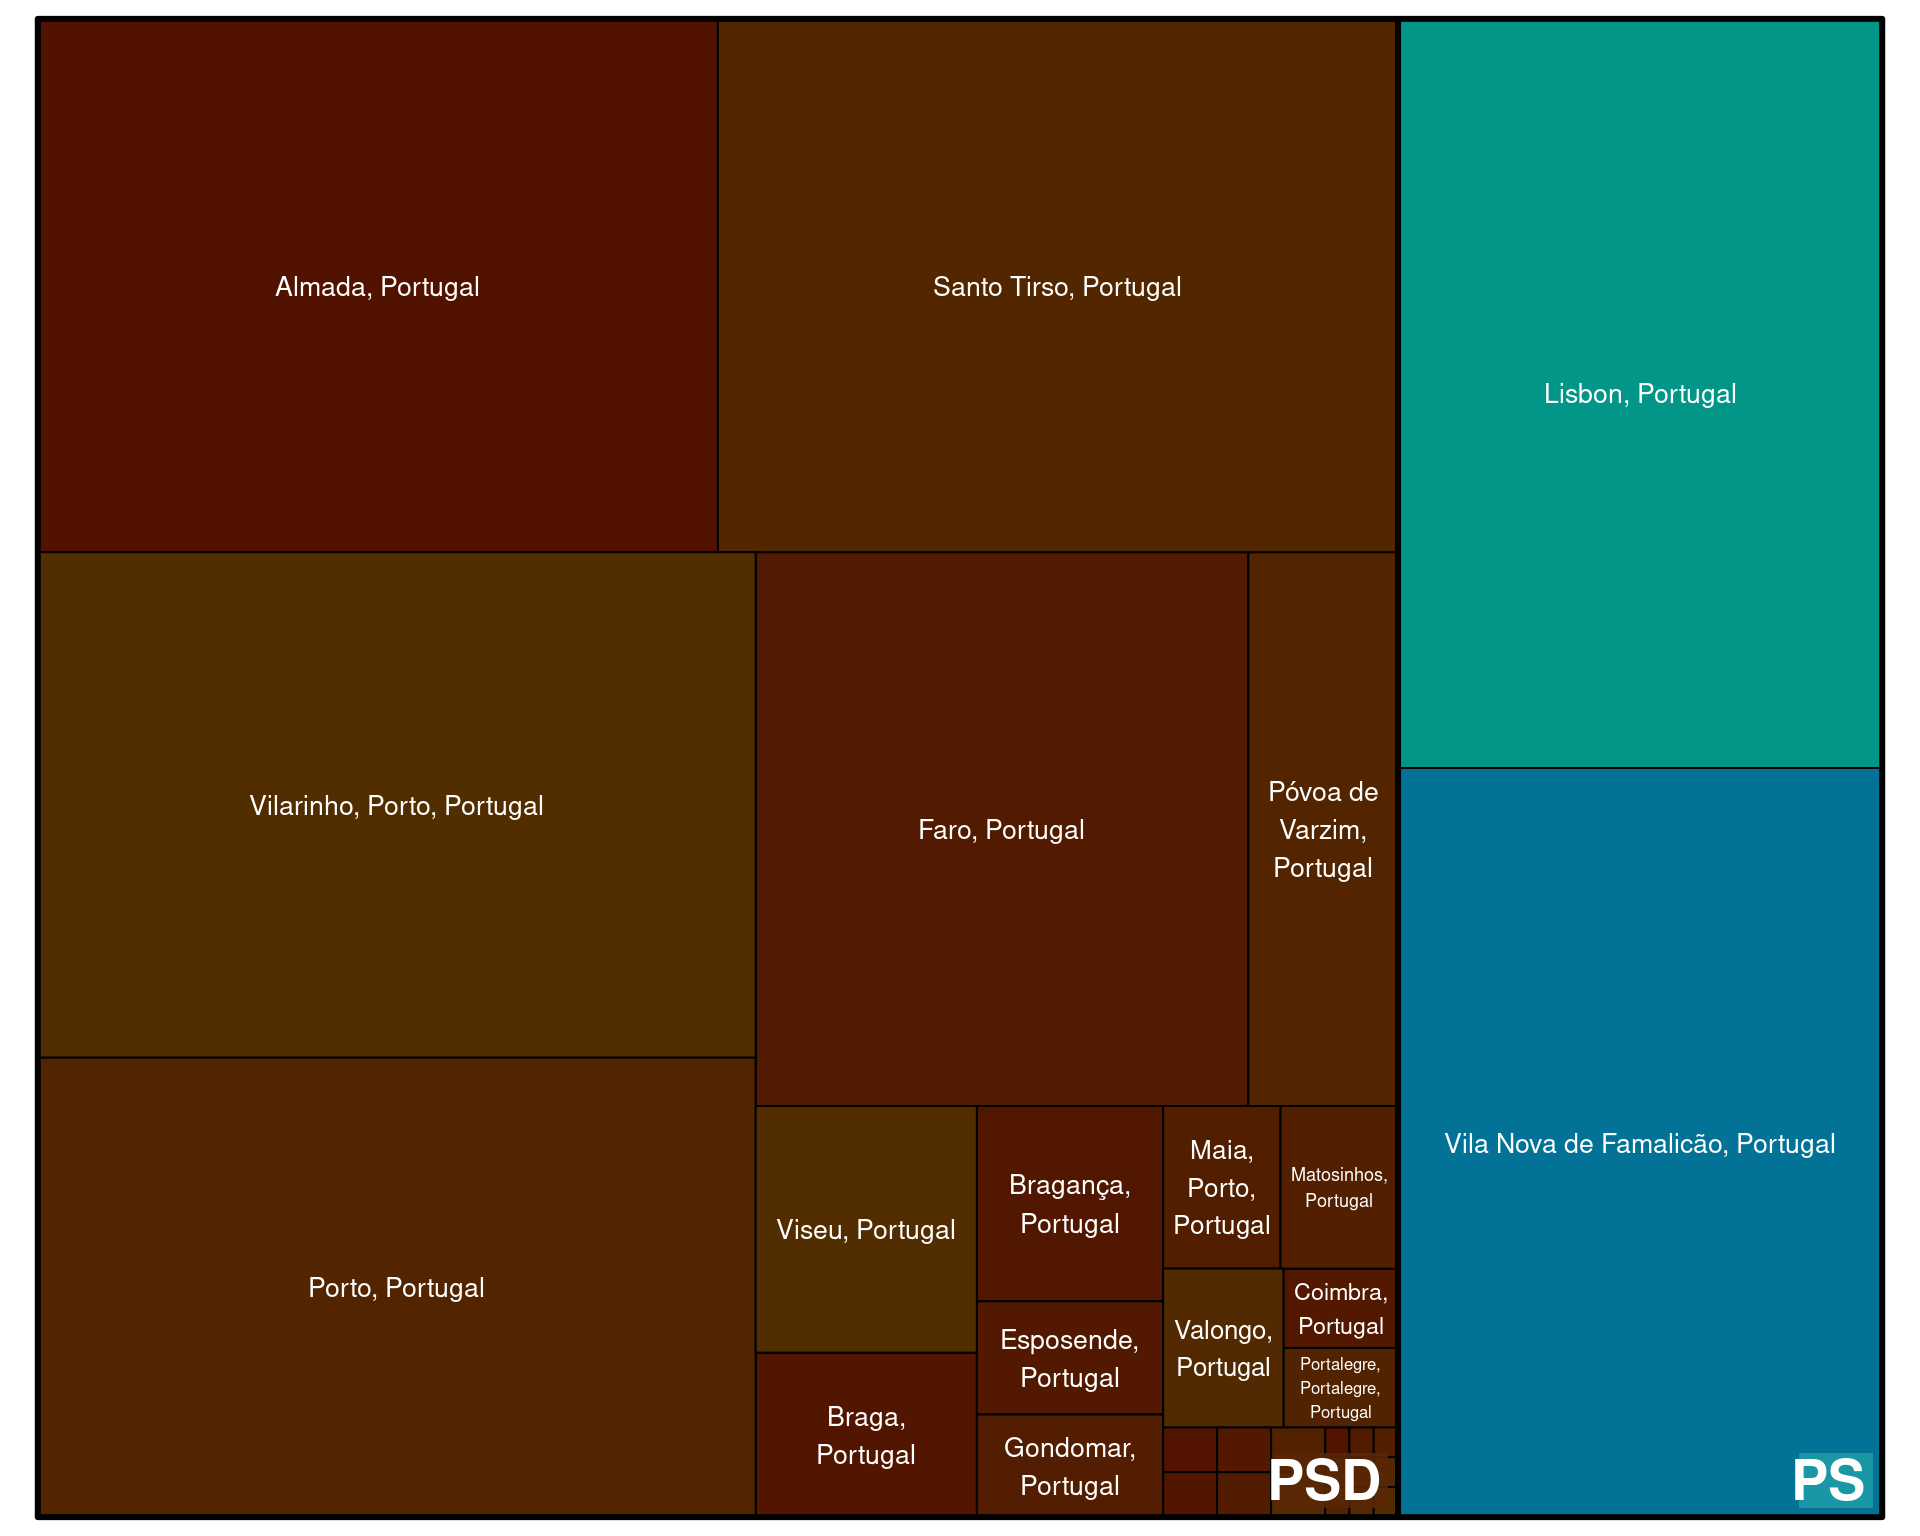 Almada, Portugal
Santo Tirso, Portugal
Lisbon, Portugal
Vilarinho, Porto, Portugal
Faro, Portugal
Póvoa de
Varzim,
Portugal
Porto, Portugal
Viseu, Portugal
Bragança,
Portugal
Maia,
Porto,
Portugal
Matosinhos,
Portugal
Vila Nova de Famalicão, Portugal
Esposende,
Portugal
Valongo,
Portugal
Coimbra,
Portugal
Portalegre,
Portalegre,
Portugal
Braga,
Portugal
Gondomar,
Portugal
PSD
PS